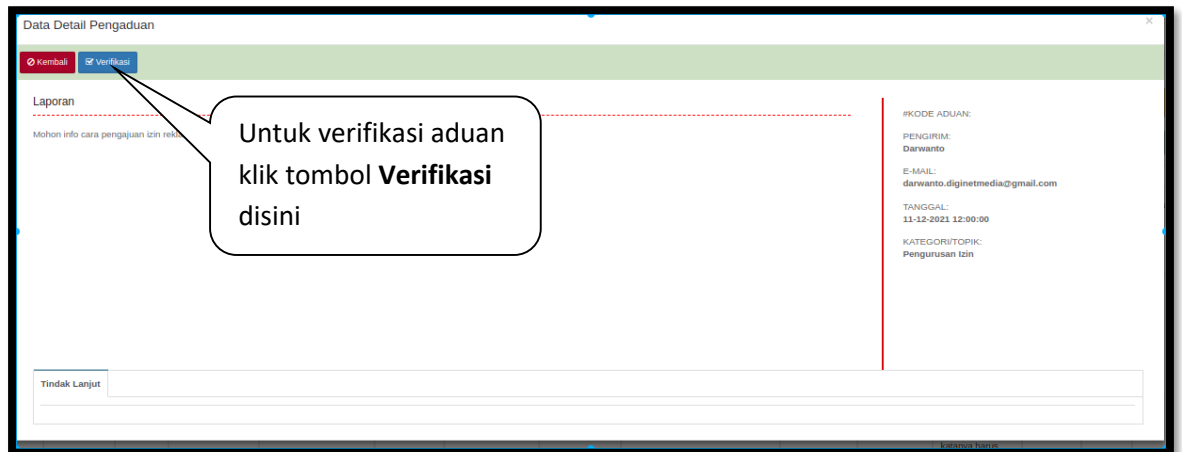 Data Detail Pengaduan
×
Kembali
Verifikasi
Laporan
Mohon info cara pengajuan izin
Untuk verifikasi aduan
klik tombol Verifikasi
disini
#KODE ADUAN:
PENGIRIM:
Darwanto
E-MAIL:
darwanto.diginetmedia@gmail.com
TANGGAL:
11-12-2021 12:00:00
KATEGORI/TOPIK:
Pengurusan Izin
Tindak Lanjut
katanya harus